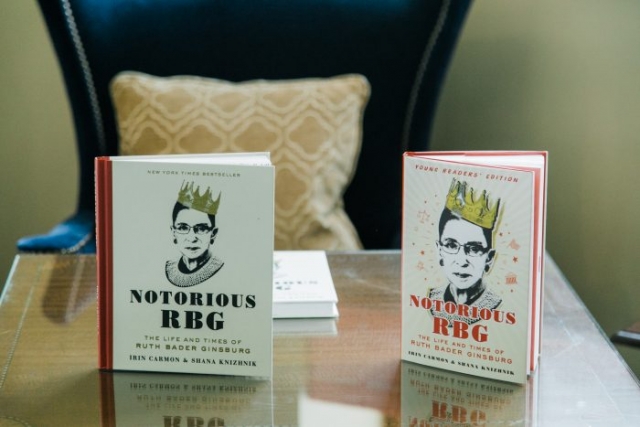 NEW YORK TIMES BESTSELLER
NOTORIOUS
RBG
THE LIFE AND TIMES OF
RUTH BADER GINSBURG
IRIN CARMON & SHANA KNIZHNIK
YOUNG READERS' EDITION
NOTORIOUS
RBG
THE LIFE AND TIMES OF
RUTH BADER GINSBURG
IRIN CARMON & SHANA KNIZHNIK